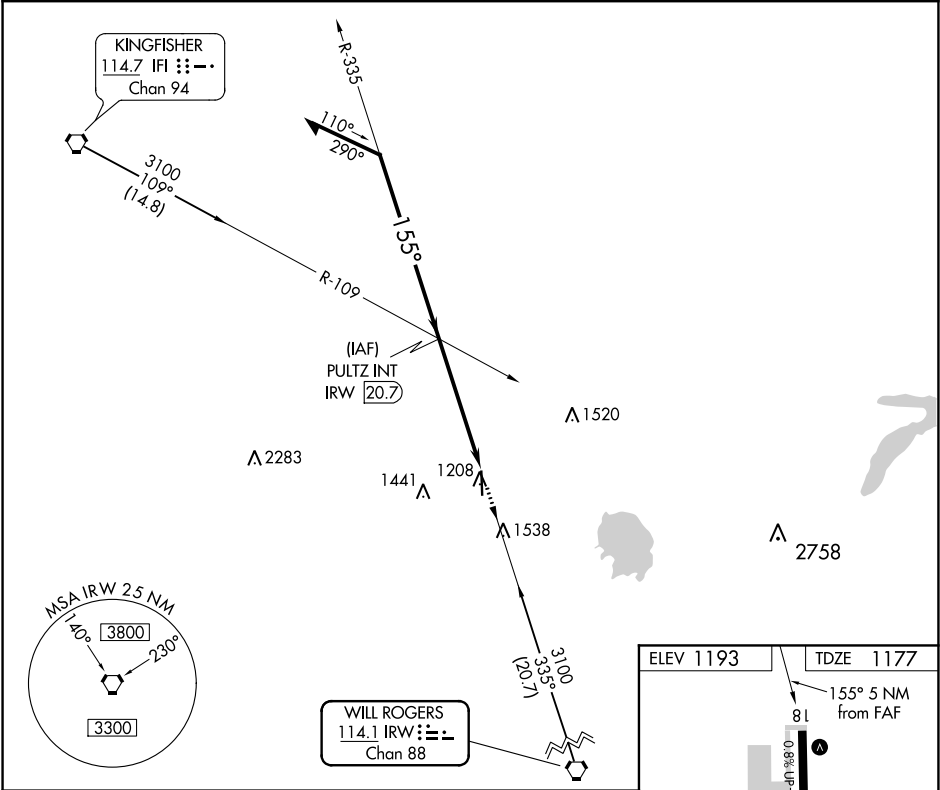 KINGFISHER
114.7 IFI
Chan 94
R-335
110°
290°
3100
109°
(14.8)
155°
R-109
(IAF)
PULTZ INT
IRW 20.7
1520
2283
1441
1208
1538
2758
MSA IRW 25 NM
140°
3800
230°
3300
3100
335°
(20.7)
WILL ROGERS
114.1 IRW
Chan 88
ELEV 1193
TDZE 1177
155° 5 NM
from FAF
18
0.8% UP